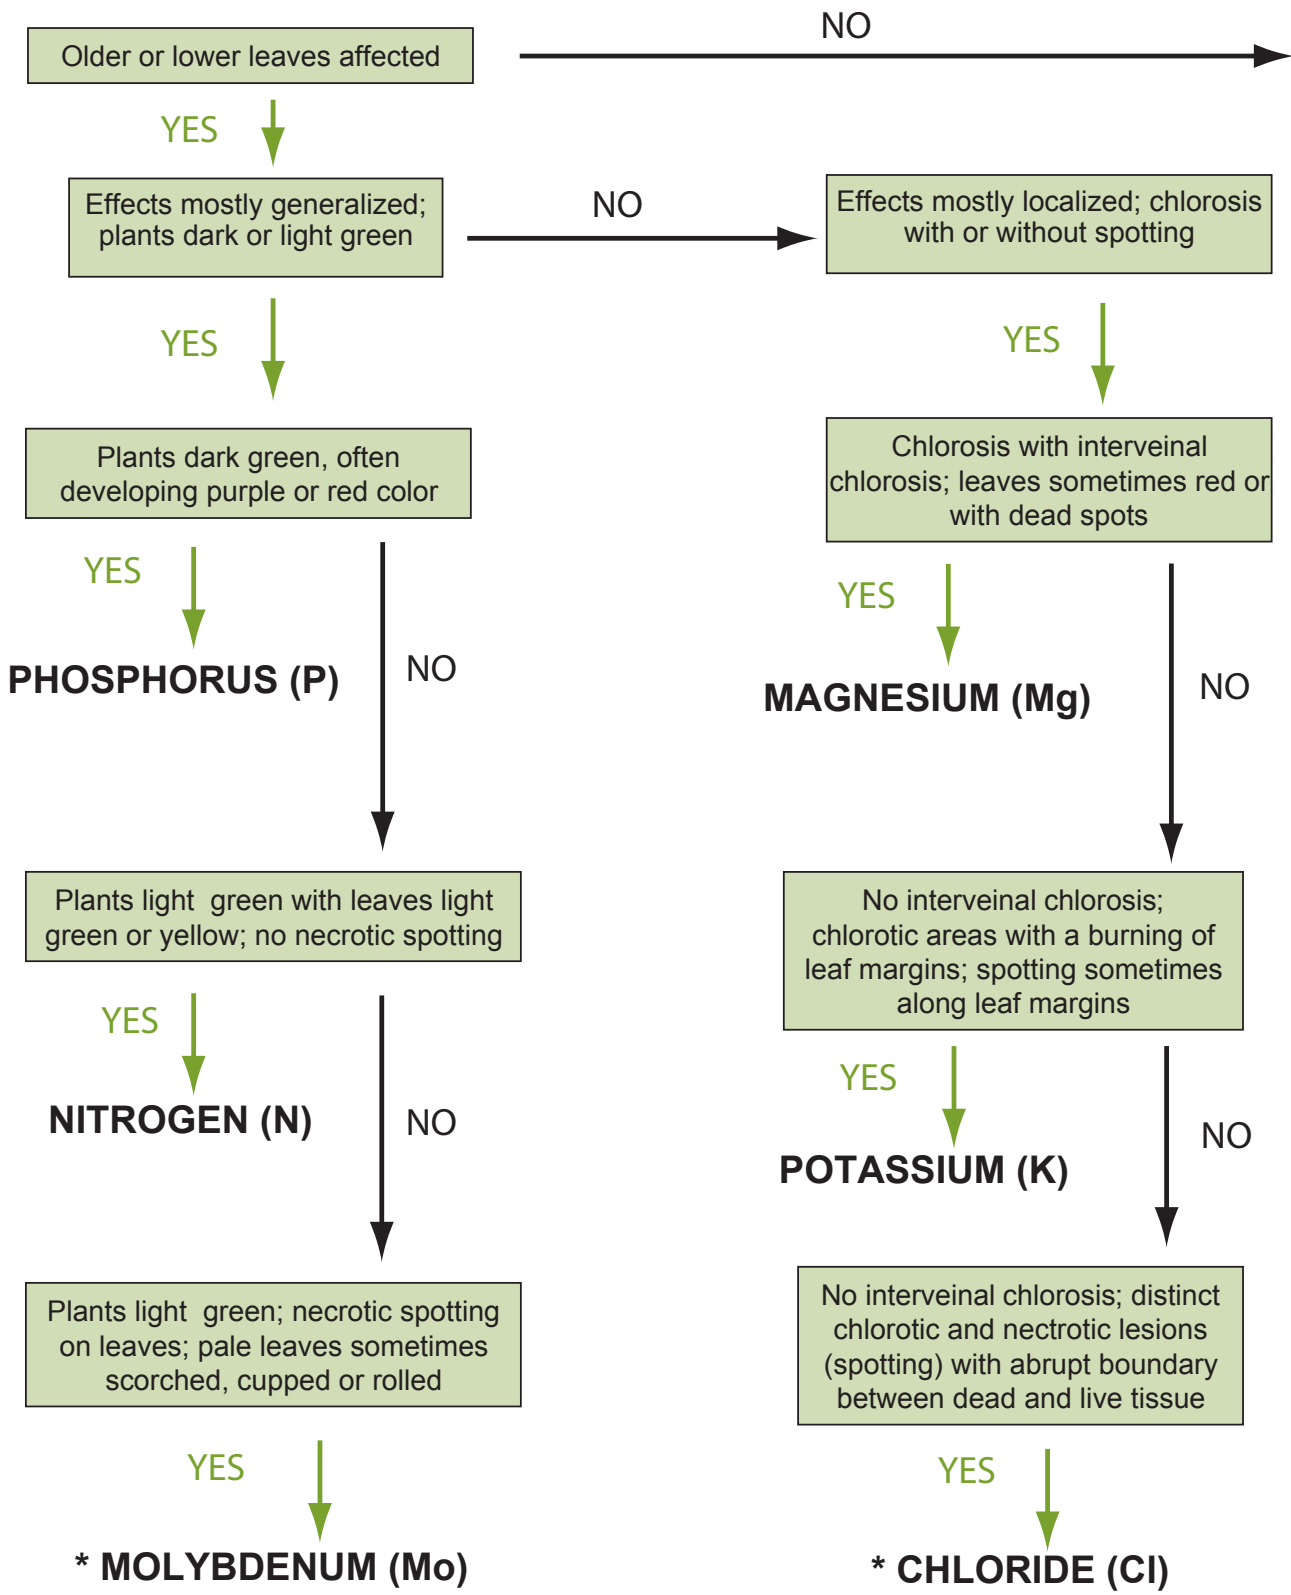 NO
Older or lower leaves affected
YES
Effects mostly generalized;
plants dark or light green
NO
Effects mostly localized; chlorosis
with or without spotting
YES
YES
Plants dark green, often
developing purple or red color
Chlorosis with interveinal
chlorosis; leaves sometimes red or
with dead spots
YES
YES
PHOSPHORUS (P)
NO
MAGNESIUM (Mg)
NO
Plants light green with leaves light
green or yellow; no necrotic spotting
No interveinal chlorosis;
chlorotic areas with a burning of
leaf margins; spotting sometimes
along leaf margins
YES
YES
NITROGEN (N)
NO
POTASSIUM (K)
NO
Plants light green; necrotic spotting
on leaves; pale leaves sometimes
scorched, cupped or rolled
No interveinal chlorosis; distinct
chlorotic and nectrotic lesions
(spotting) with abrupt boundary
between dead and live tissue
YES
YES
* MOLYBDENUM (Mo)
* CHLORIDE (Cl)